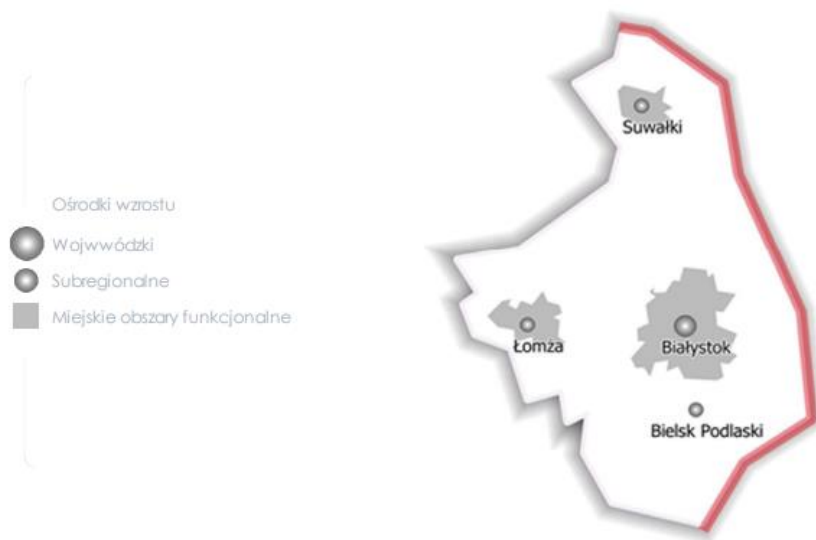 Ośrodki wzrostu
Wojwwódzki
Subregionalne
Miejskie obszary funkcjonalne
Suwałki
Łomża
Białystok
Bielsk Podlaski